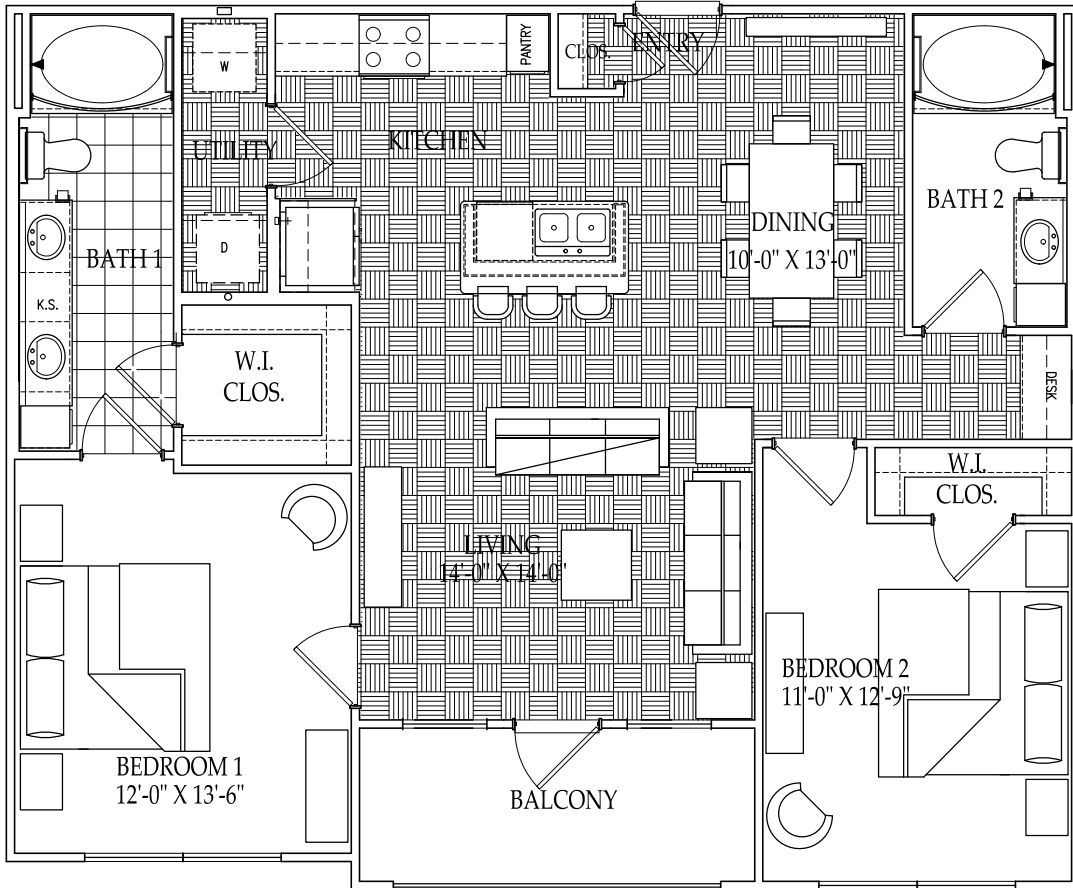 W
PANTRY
CLOS.
ENTRY
UTILITY
KITCHEN
BATH 2
DINING
10'-0" X 13'-0"
BATH 1
D
K.S.
W.I.
CLOS.
DESK
W.I.
CLOS.
LIVING
14'-0" X 14'-0"
BEDROOM 2
11'-0" X 12'-9"
BEDROOM 1
12'-0" X 13'-6"
BALCONY